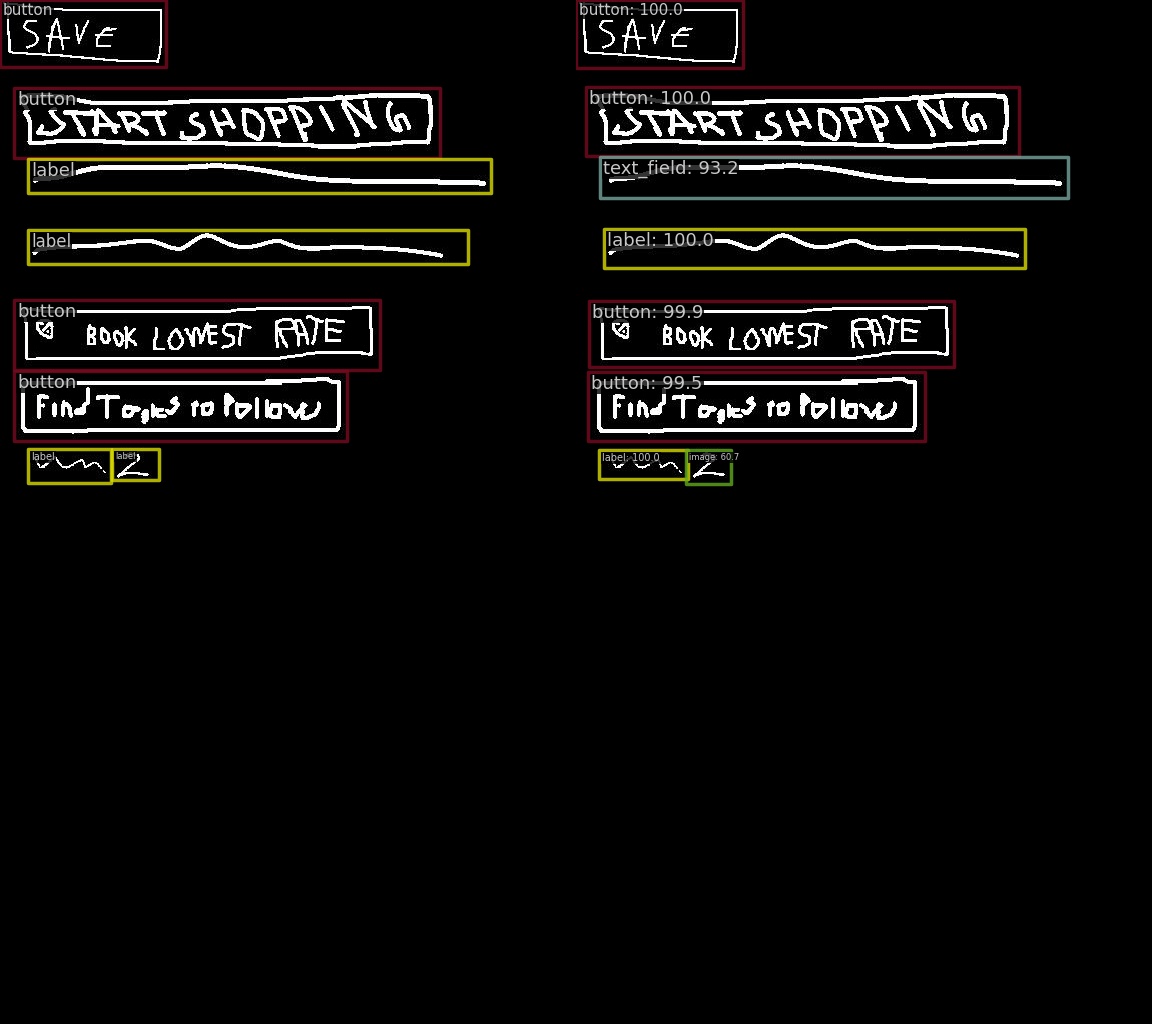 button button: 100.0
SAVE SAVE
button button: 100.0
START SHOPPING START SHOPPING
label text_field: 93.2
label label: 100.0
button button: 99.9
BOOK LOWEST RATE BOOK LOWEST RATE
button button: 99.5
Find to Follow Find to Follow
label label label: 100.0 image: 60.7